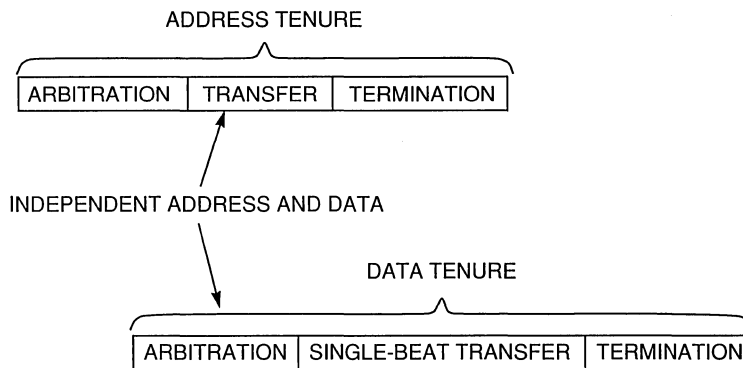 ADDRESS TENURE
ARBITRATION TRANSFER TERMINATION
INDEPENDENT ADDRESS AND DATA
DATA TENURE
ARBITRATION SINGLE-BEAT TRANSFER TERMINATION